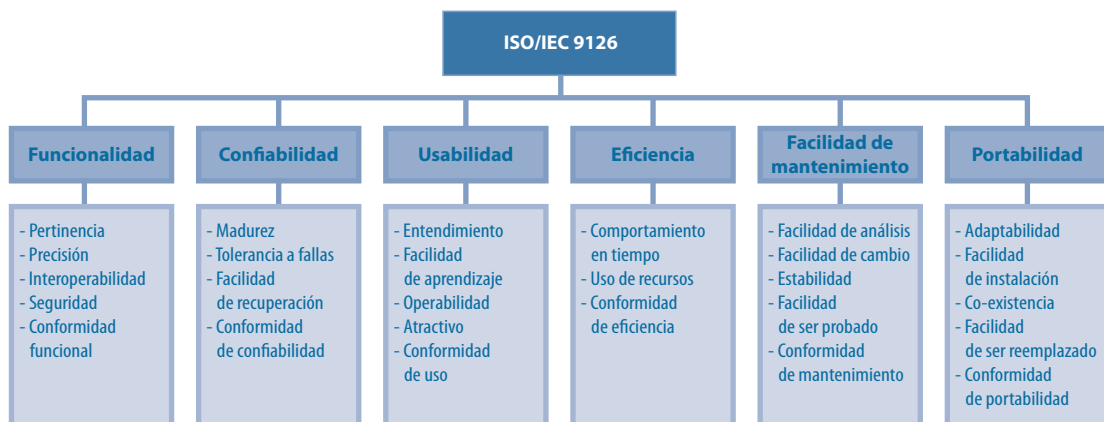 ISO/IEC 9126
Funcionalidad
- Pertinencia
- Precisión
- Interoperabilidad
- Seguridad
- Conformidad
funcional
Confiabilidad
- Madurez
- Tolerancia a fallas
- Facilidad
de recuperación
- Conformidad
de confiabilidad
Usabilidad
- Entendimiento
- Facilidad
de aprendizaje
- Operabilidad
- Atractivo
- Conformidad
de uso
Eficiencia
- Comportamiento
en tiempo
- Uso de recursos
- Conformidad
de eficiencia
Facilidad de
mantenimiento
- Facilidad de análisis
- Facilidad de cambio
- Estabilidad
- Facilidad
de ser probado
- Conformidad
de mantenimiento
Portabilidad
- Adaptabilidad
- Facilidad
de instalación
- Co-existencia
- Facilidad
de ser reemplazado
- Conformidad
de portabilidad